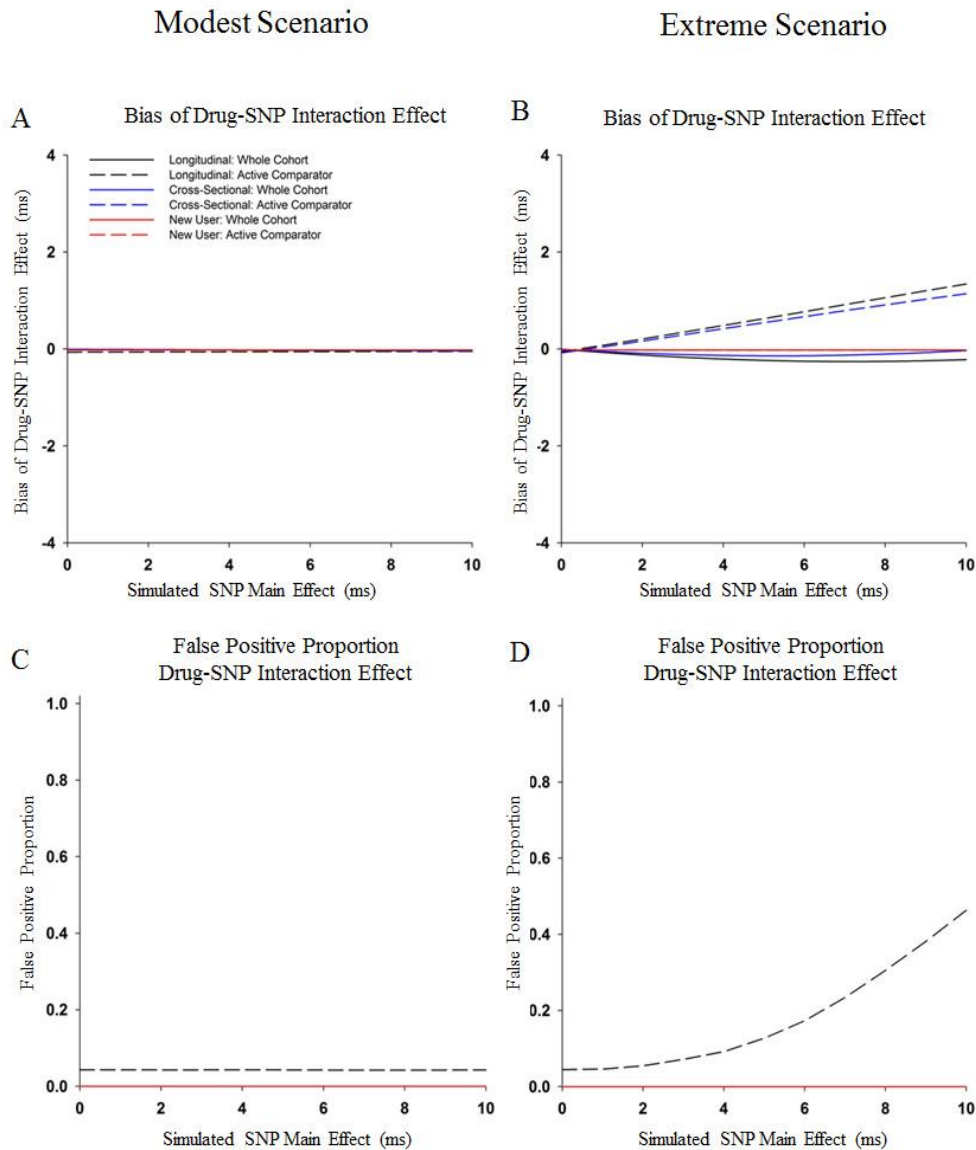 Modest Scenario
Extreme Scenario
A
Bias of Drug-SNP Interaction Effect
4
2
0
-2
-4
Bias of Drug-SNP Interaction Effect (ms)
Longitudinal: Whole Cohort
Longitudinal: Active Comparator
Cross-Sectional: Whole Cohort
Cross-Sectional: Active Comparator
New User: Whole Cohort
New User: Active Comparator
0 2 4 6 8 10
Simulated SNP Main Effect (ms)
B
Bias of Drug-SNP Interaction Effect
4
2
0
-2
-4
Bias of Drug-SNP Interaction Effect (ms)
0 2 4 6 8 10
Simulated SNP Main Effect (ms)
C
False Positive Proportion
Drug-SNP Interaction Effect
1.0
0.8
0.6
0.4
0.2
0.0
False Positive Proportion
0 2 4 6 8 10
Simulated SNP Main Effect (ms)
D
False Positive Proportion
Drug-SNP Interaction Effect
1.0
0.8
0.6
0.4
0.2
0.0
False Positive Proportion
0 2 4 6 8 10
Simulated SNP Main Effect (ms)